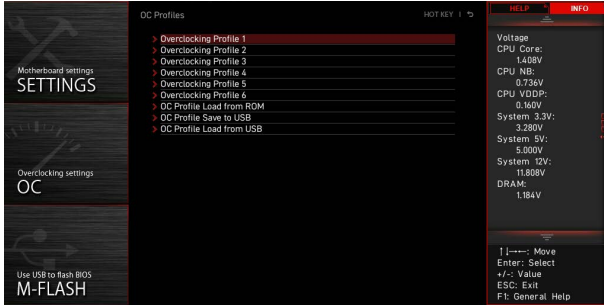 OC Profiles
HOT KEY | ⮌
HELP
INFO
Motherboard settings
SETTINGS
Overclocking settings
OC
Use USB to flash BIOS
M-FLASH
> Overclocking Profile 1
> Overclocking Profile 2
> Overclocking Profile 3
> Overclocking Profile 4
> Overclocking Profile 5
> Overclocking Profile 6
> OC Profile Load from ROM
> OC Profile Save to USB
> OC Profile Load from USB
Voltage
CPU Core:
1.408V
CPU NB:
0.736V
CPU VDDP:
0.160V
System 3.3V:
3.280V
System 5V:
5.000V
System 12V:
11.808V
DRAM:
1.184V
↑↓→←: Move
Enter: Select
+/-: Value
ESC: Exit
F1: General Help